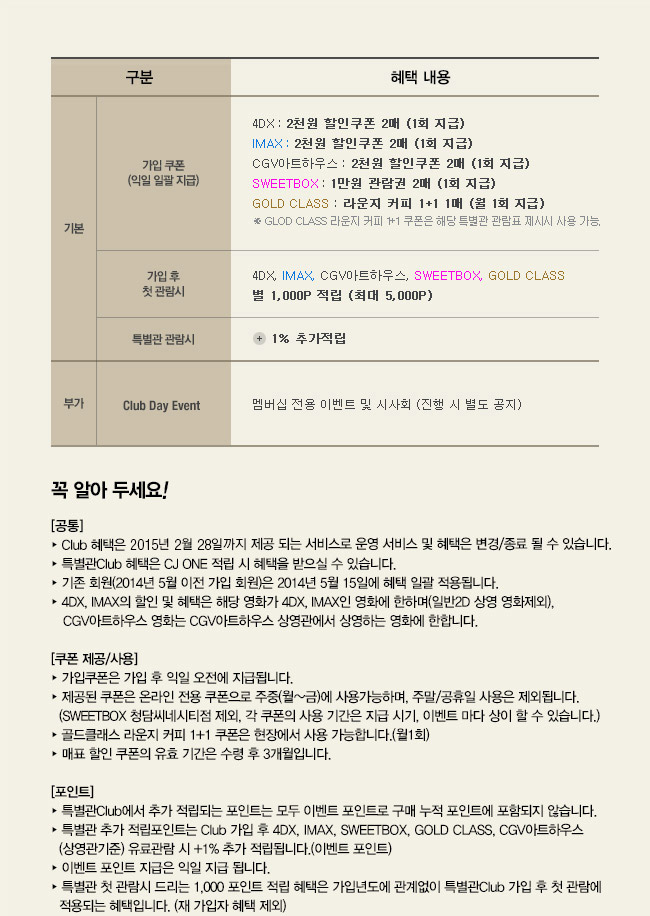 구분
혜택 내용
기본
가입 쿠폰
(익일 일괄 지급)
4DX : 2천원 할인쿠폰 2매 (1회 지급)
IMAX : 2천원 할인쿠폰 2매 (1회 지급)
CGV아트하우스 : 2천원 할인쿠폰 2매 (1회 지급)
SWEETBOX : 1만원 관람권 2매 (1회 지급)
GOLD CLASS : 라운지 커피 1+1 1매 (월 1회 지급)
※ GLOD CLASS 라운지 커피 1+1 쿠폰은 해당 특별관 관람표 제시시 사용 가능.
가입 후
첫 관람시
4DX, IMAX, CGV아트하우스, SWEETBOX, GOLD CLASS
별 1,000P 적립 (최대 5,000P)
특별관 관람시
+ 1% 추가적립
부가
Club Day Event
멤버십 전용 이벤트 및 시사회 (진행 시 별도 공지)
꼭 알아 두세요!
[공통]
▸ Club 혜택은 2015년 2월 28일까지 제공 되는 서비스로 운영 서비스 및 혜택은 변경/종료 될 수 있습니다.
▸ 특별관Club 혜택은 CJ ONE 적립 시 혜택을 받으실 수 있습니다.
▸ 기존 회원(2014년 5월 이전 가입 회원)은 2014년 5월 15일에 혜택 일괄 적용됩니다.
▸ 4DX, IMAX의 할인 및 혜택은 해당 영화가 4DX, IMAX인 영화에 한하며(일반2D 상영 영화제외),
CGV아트하우스 영화는 CGV아트하우스 상영관에서 상영하는 영화에 한합니다.
[쿠폰 제공/사용]
▸ 가입쿠폰은 가입 후 익일 오전에 지급됩니다.
▸ 제공된 쿠폰은 온라인 전용 쿠폰으로 주중(월~금)에 사용가능하며, 주말/공휴일 사용은 제외됩니다.
(SWEETBOX 청담씨네시티점 제외, 각 쿠폰의 사용 기간은 지급 시기, 이벤트 마다 상이 할 수 있습니다.)
▸ 골드클래스 라운지 커피 1+1 쿠폰은 현장에서 사용 가능합니다.(월1회)
▸ 매표 할인 쿠폰의 유효 기간은 수령 후 3개월입니다.
[포인트]
▸ 특별관Club에서 추가 적립되는 포인트는 모두 이벤트 포인트로 구매 누적 포인트에 포함되지 않습니다.
▸ 특별관 추가 적립포인트는 Club 가입 후 4DX, IMAX, SWEETBOX, GOLD CLASS, CGV아트하우스
(상영관기준) 유료관람 시 +1% 추가 적립됩니다.(이벤트 포인트)
▸ 이벤트 포인트 지급은 익일 지급 됩니다.
▸ 특별관 첫 관람시 드리는 1,000 포인트 적립 혜택은 가입년도에 관계없이 특별관Club 가입 후 첫 관람에
적용되는 혜택입니다. (재 가입자 혜택 제외)